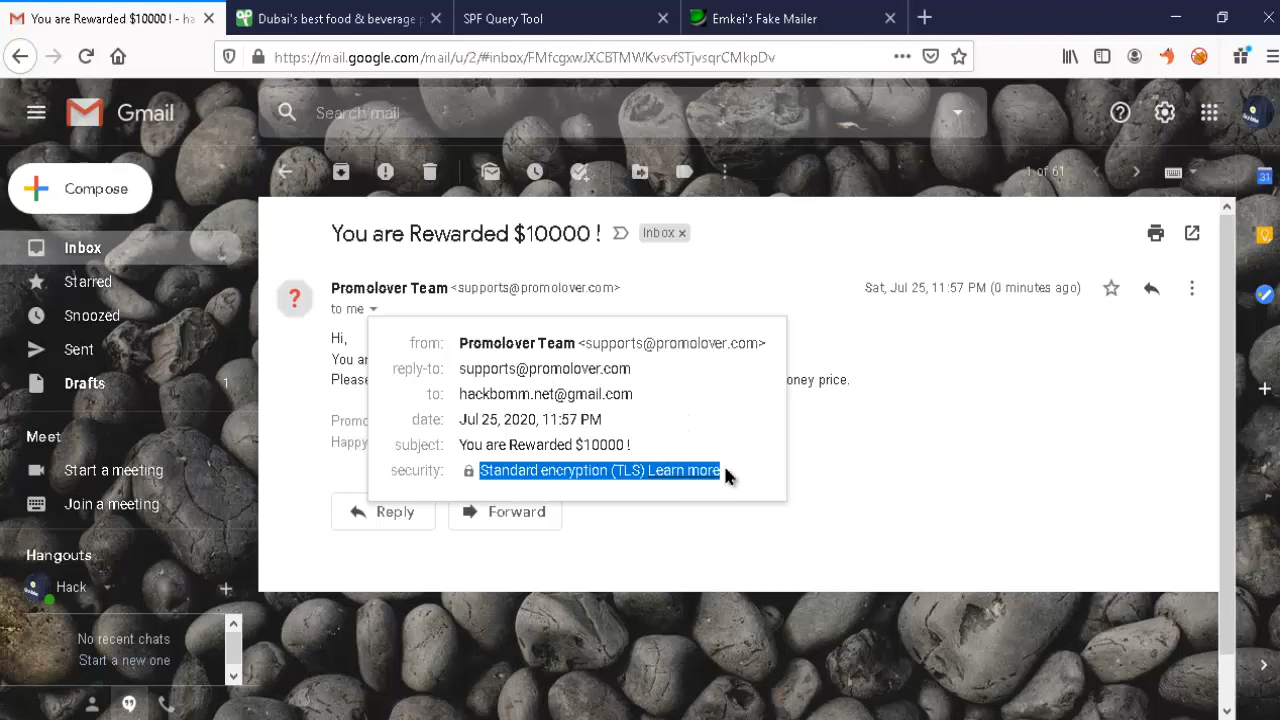 You are Rewarded $10000 ! - ha
Dubai's best food & beverage p
SPF Query Tool
Emkei's Fake Mailer
https://mail.google.com/mail/u/2/#inbox/
Gmail
Search mail
Compose
1 of 61
31
Inbox
Starred
Snoozed
Sent
Drafts
1
Meet
Start a meeting
Join a meeting
Hangouts
Hack
No recent chats
Start a new one
You are Rewarded $10000 !
Inbox x
Promolover Team <supports@promolover.com>
Sat, Jul 25, 11:57 PM (0 minutes ago)
to me
Hi,
You ar
Please
oney price.
Promo
Happy
from: Promolover Team <supports@promolover.com>
reply-to: supports@promolover.com
to: hackbomm.net@gmail.com
date: Jul 25, 2020, 11:57 PM
subject: You are Rewarded $10000 !
security: Standard encryption (TLS) Learn more
Reply
Forward